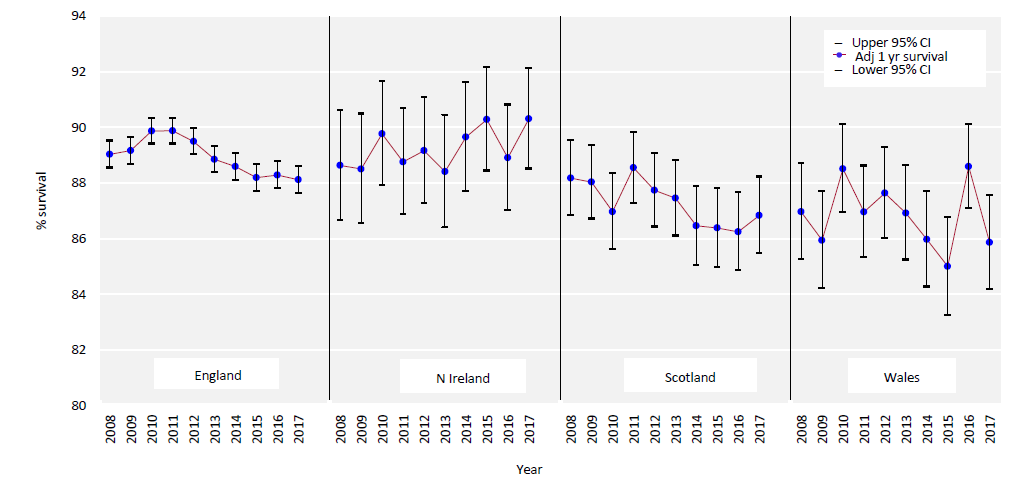 94
92
90
88
86
84
82
80
% survival
Upper 95% CI
Adj 1 yr survival
Lower 95% CI
England
N Ireland
Scotland
Wales
2008 2009 2010 2011 2012 2013 2014 2015 2016 2017 2008 2009 2010 2011 2012 2013 2014 2015 2016 2017 2008 2009 2010 2011 2012 2013 2014 2015 2016 2017 2008 2009 2010 2011 2012 2013 2014 2015 2016 2017
Year